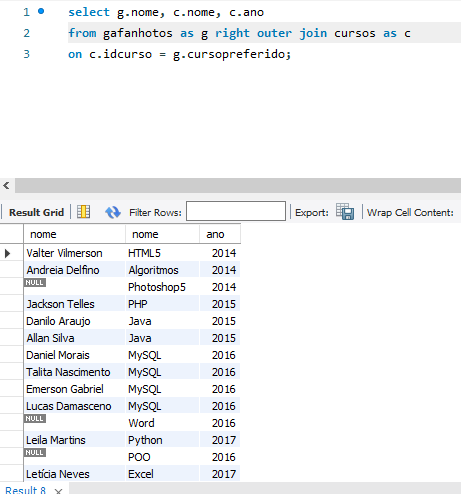 1 select g.nome, c.nome, c.ano
2 from gafanhotos as g right outer join cursos as c
3 on c.idcurso = g.cursopreferido;
Result Grid Filter Rows: Export: Wrap Cell Content:
nome nome ano
Valter Vilmerson HTML5 2014
Andreia Delfino Algoritmos 2014
NULL Photoshop5 2014
Jackson Telles PHP 2015
Danilo Araujo Java 2015
Allan Silva Java 2015
Daniel Morais MySQL 2016
Talita Nascimento MySQL 2016
Emerson Gabriel MySQL 2016
Lucas Damasceno MySQL 2016
NULL Word 2016
Leila Martins Python 2017
NULL POO 2016
Letícia Neves Excel 2017
Result 8